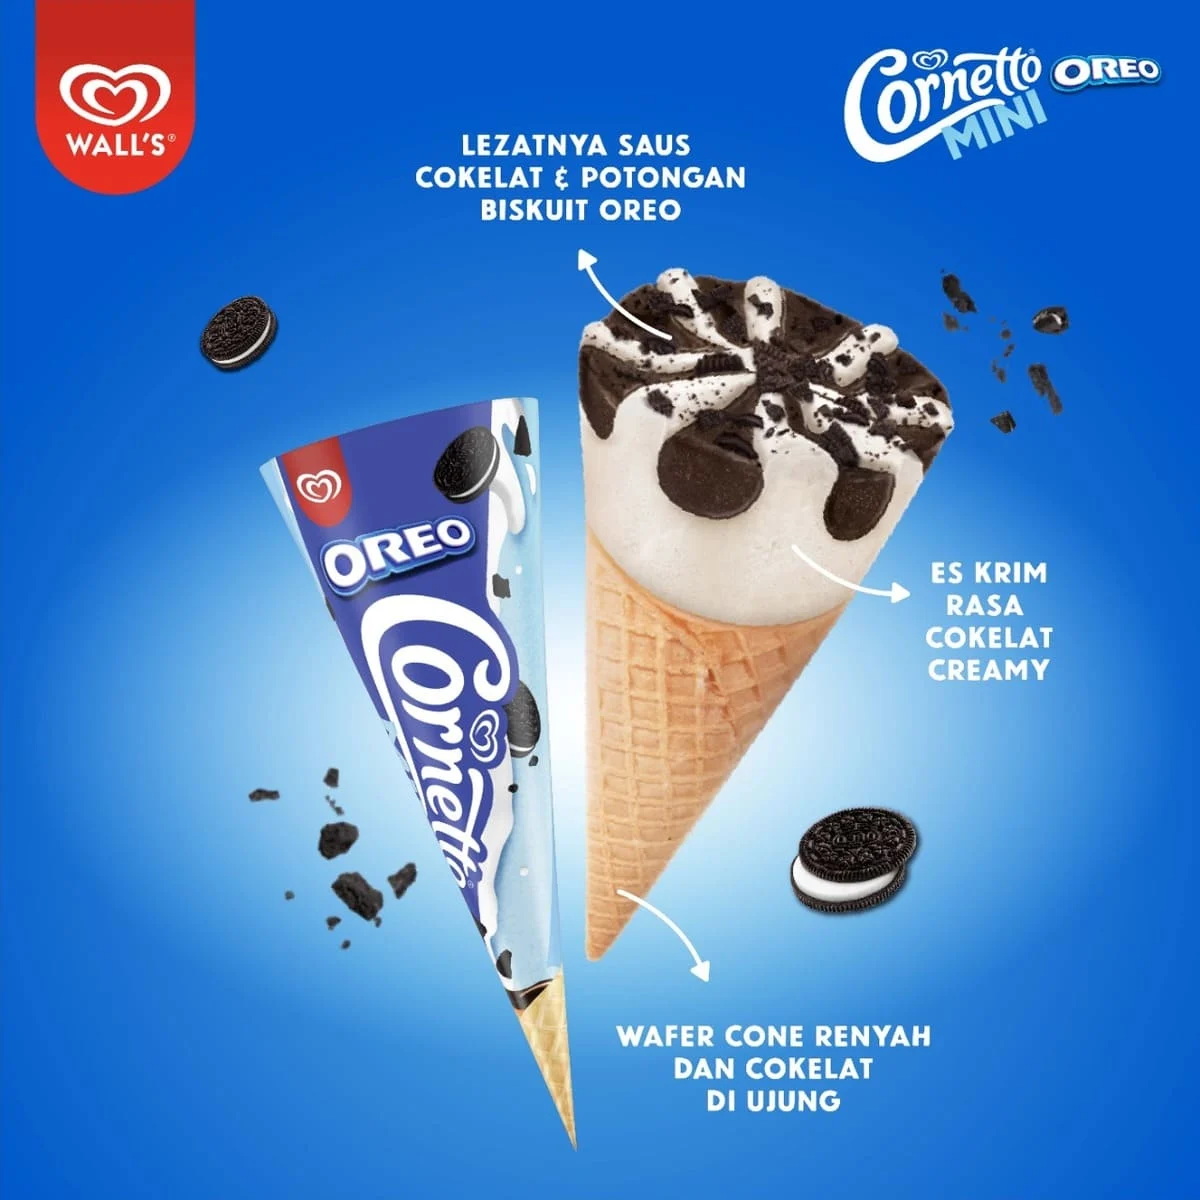 WALL'S®
Cornetto
MINI
OREO
LEZATNYA SAUS
COKELAT & POTONGAN
BISKUIT OREO
OREO
Cornetto
ES KRIM
RASA
COKELAT
CREAMY
WAFER CONE RENYAH
DAN COKELAT
DI UJUNG